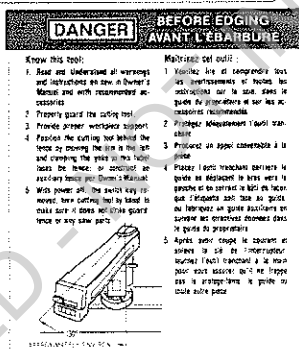 DANGER
BEFORE EDGING
AVANT L'ÉBARBURE
Know this tool:
1 Read and understand all warnings
and instructions on saw, in Owner's
Manual and with recommended ac-
cessories
2 Properly guard the cutting tool
3 Provide proper workpiece support
4 Position the cutting tool behind the
fence by moving the arm to the left
and clamping the yoke so this label
faces the fence; or construct an
auxiliary fence per Owner's Manual
5 With power off, the switch key re-
moved, turn cutting tool by hand to
make sure it does not strike guard
fence or any saw parts
Maîtrisez cet outil :
1 Veuillez lire et comprendre tous
les avertissements et toutes les
instructions sur la scie, dans le
guide du propriétaire et sur les ac-
cessoires recommandés
2 Protégez adéquatement l'outil tran-
chant
3 Procurez un appui convenable à la
pièce
4 Placez l'outil tranchant derrière le
guide en déplaçant le bras vers la
gauche et en serrant le bâti de façon
que l'étiquette soit face au guide,
ou fabriquez un guide auxiliaire en
suivant les directives données dans
le guide du propriétaire
5 Après avoir coupé le courant et
enlevé la clé de l'interrupteur,
tournez l'outil tranchant à la main
pour vous assurer qu'il ne frappe
pas le protège-lame, le guide ou
toute autre pièce
30°